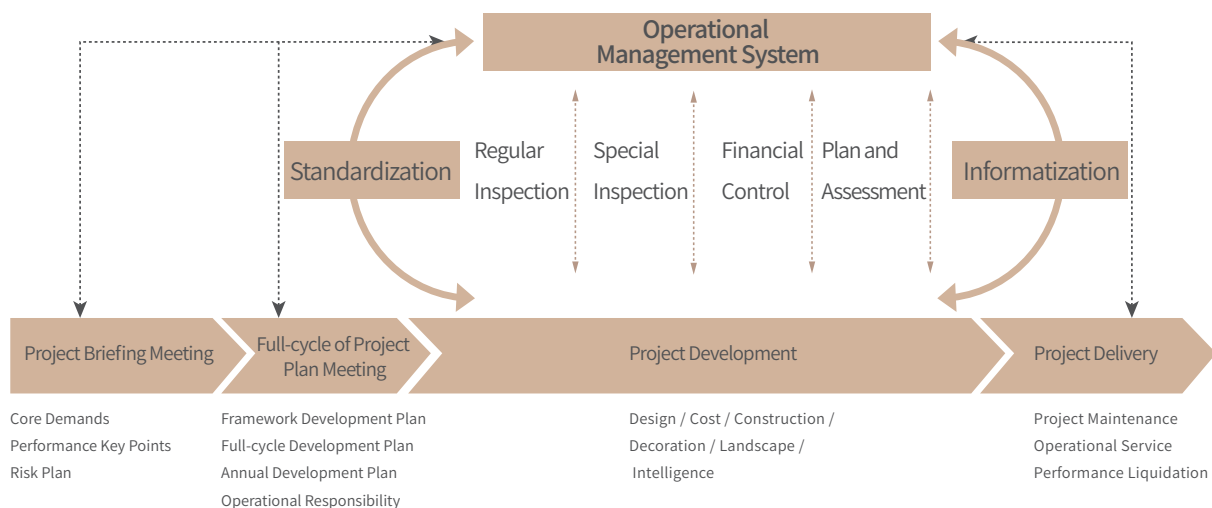 Operational
Management System
Standardization
Regular
Inspection
Special
Inspection
Financial
Control
Plan and
Assessment
Informatization
Project Briefing Meeting
Full-cycle of Project
Plan Meeting
Project Development
Project Delivery
Core Demands
Performance Key Points
Risk Plan
Framework Development Plan
Full-cycle Development Plan
Annual Development Plan
Operational Responsibility
Design / Cost / Construction /
Decoration / Landscape /
Intelligence
Project Maintenance
Operational Service
Performance Liquidation